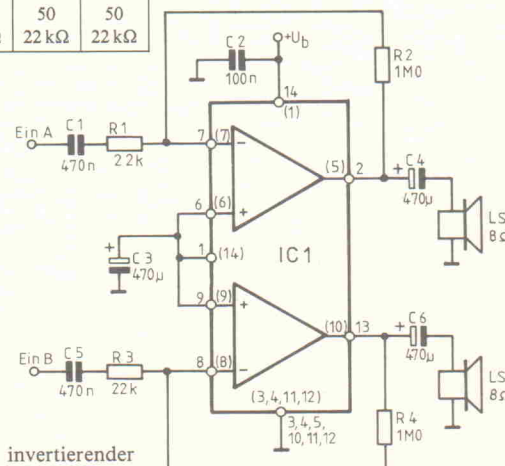 50 50
22 kΩ 22 kΩ
+Ub
C2
100n
R2
1M0
14
(1)
Ein A
C1
470n
R1
22k
7 (7)
−
(5) 2
+
C4
470µ
LS
8Ω
6 (6)
+
+
C3
470µ
1 (14)
IC1
9 (9)
+
(10) 13
+
C6
470µ
LS
8Ω
Ein B
C5
470n
R3
22k
8 (8)
−
(3,4,11,12)
3,4,5,
10,11,12
R4
1M0
invertierender